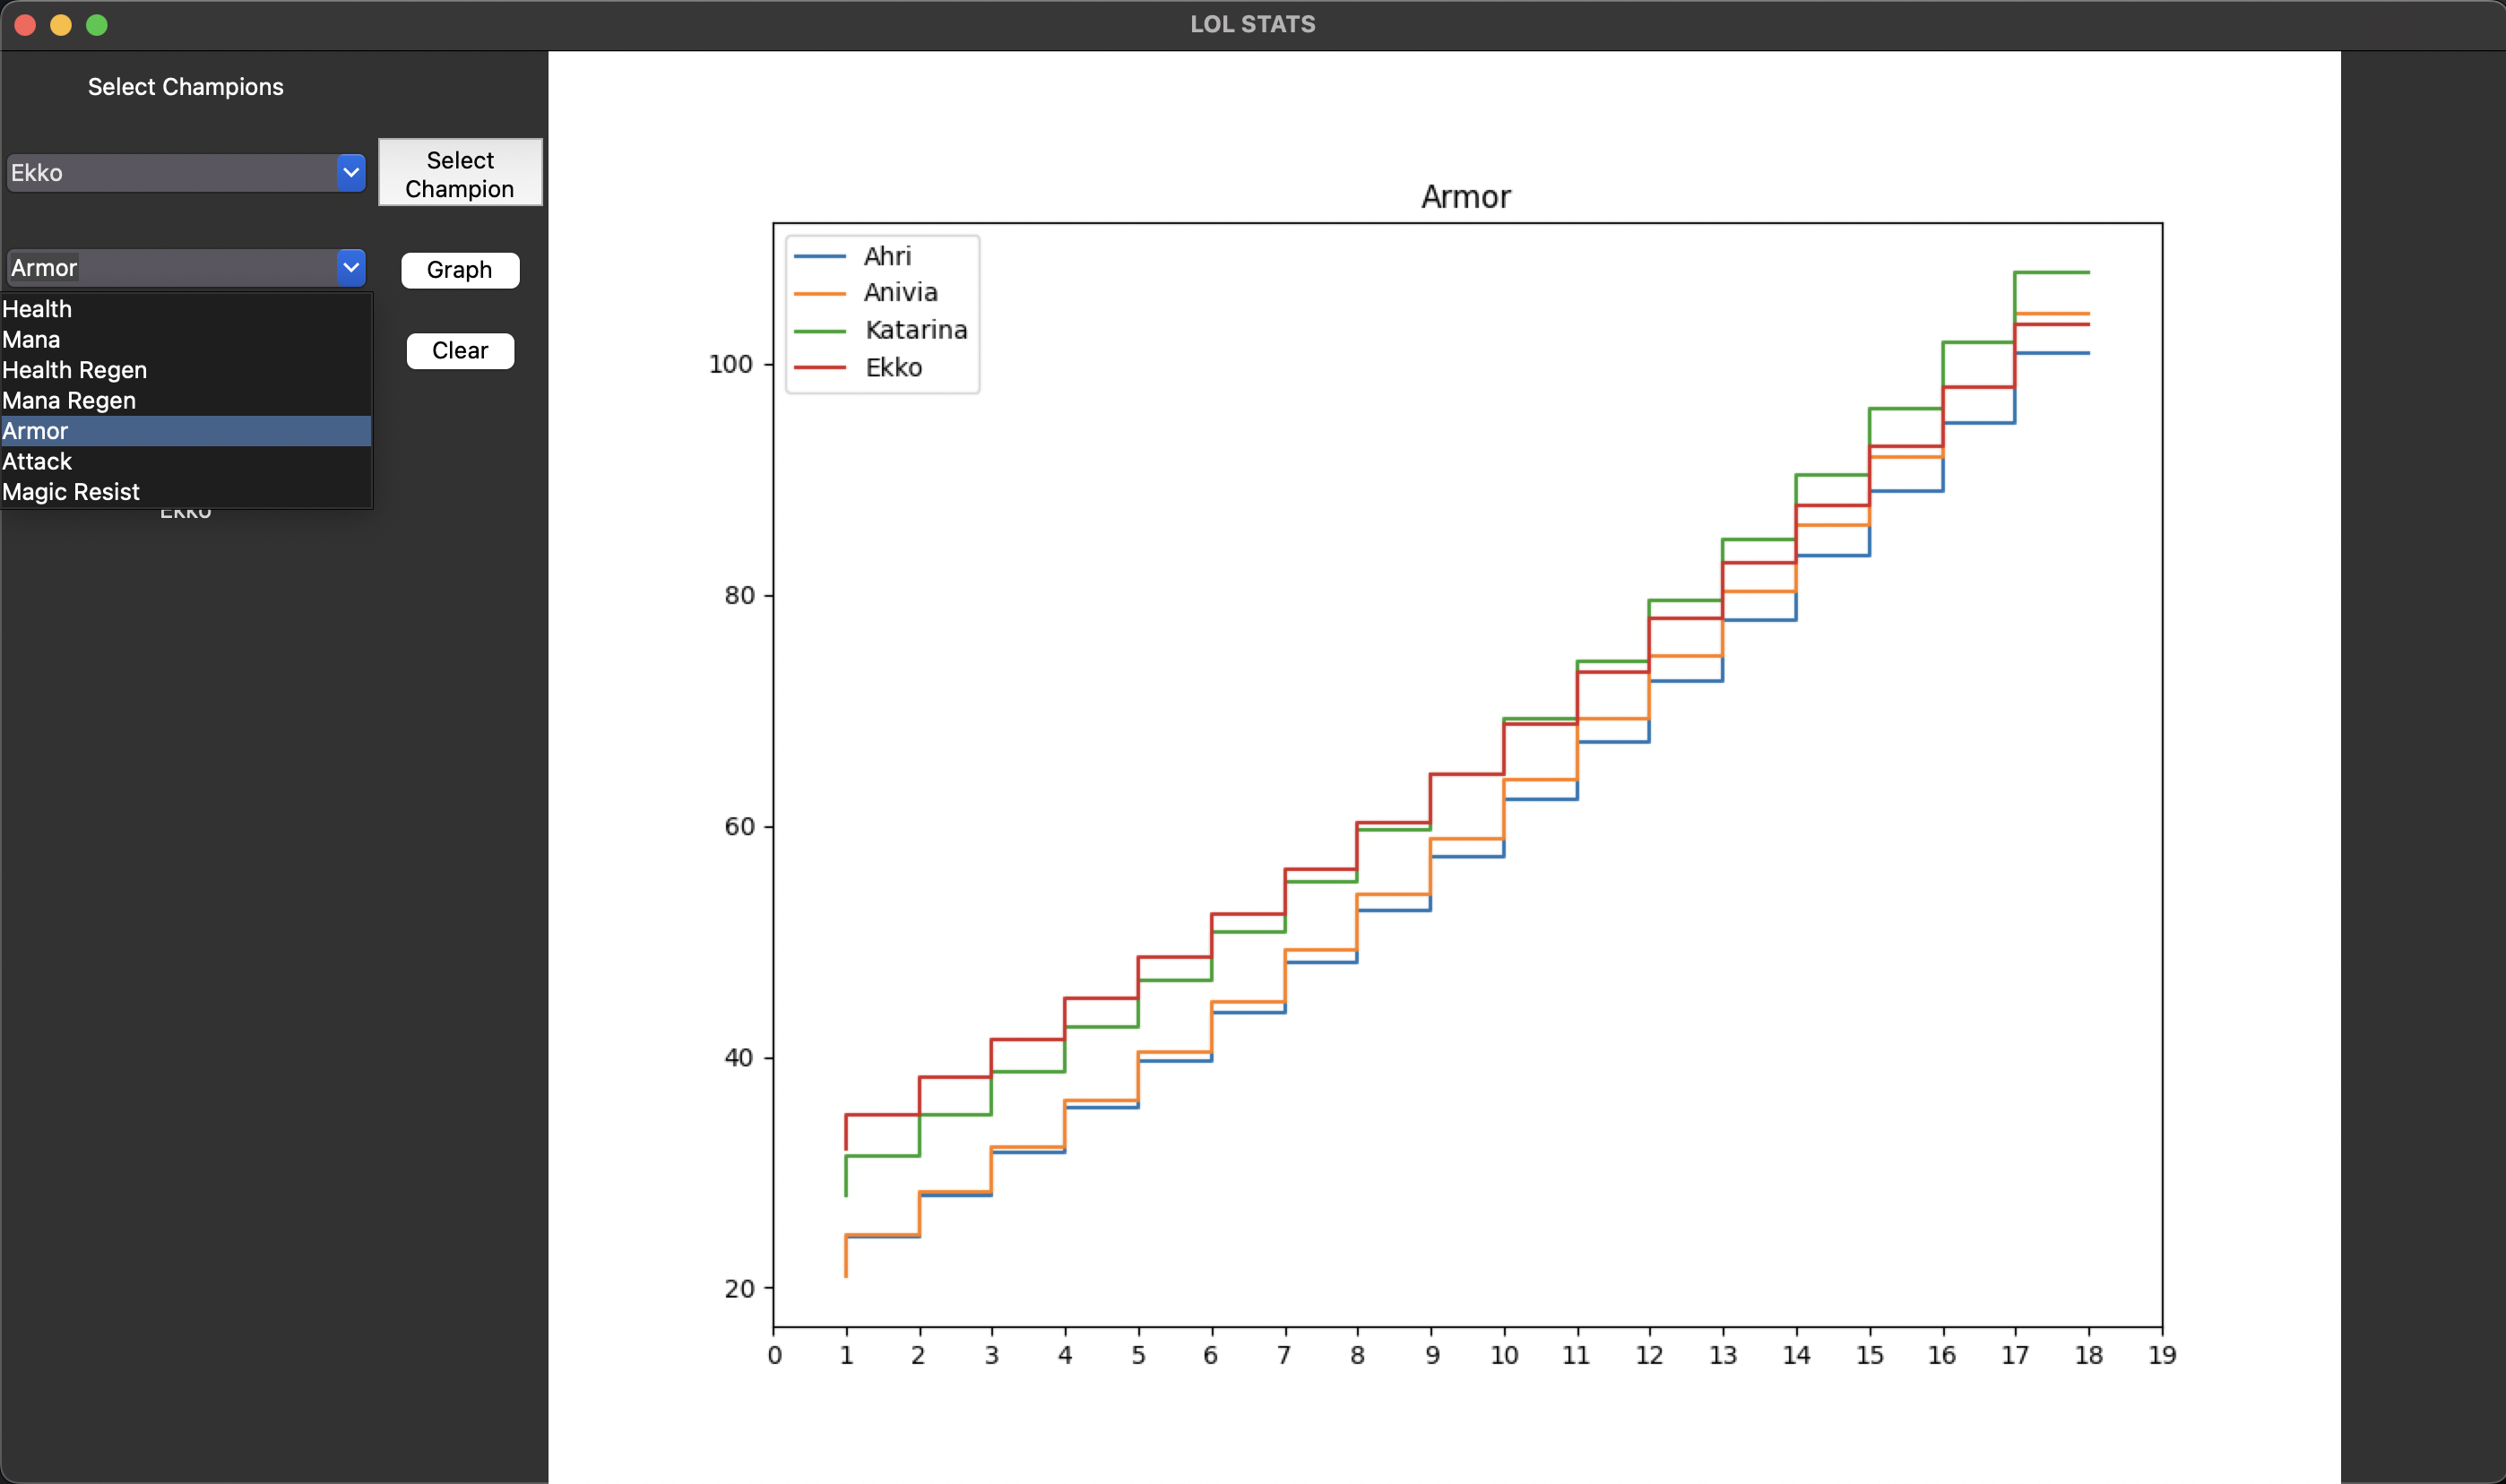 LOL STATS
Select Champions
Ekko
Select
Champion
Armor
Graph
Health
Mana
Health Regen
Mana Regen
Armor
Attack
Magic Resist
Ekko
Clear
Armor
Ahri
Anivia
Katarina
Ekko
100
80
60
40
20
0 1 2 3 4 5 6 7 8 9 10 11 12 13 14 15 16 17 18 19